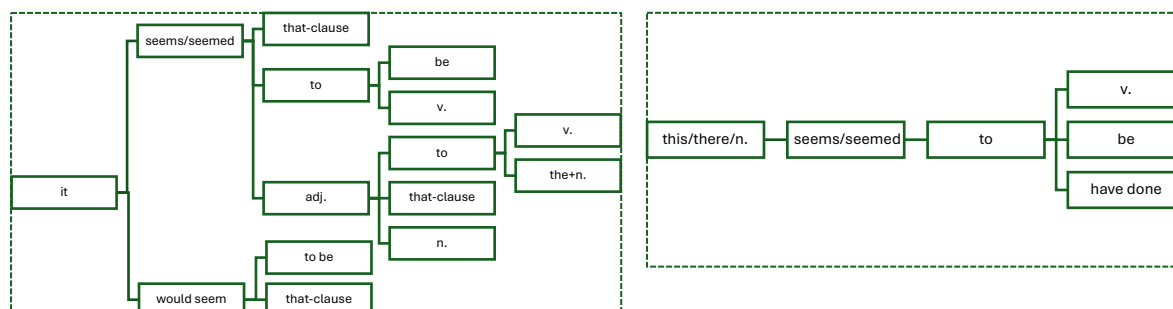 it
seems/seemed
that-clause
to
be
v.
adj.
to
v.
the+n.
that-clause
n.
would seem
to be
that-clause
this/there/n.
seems/seemed
to
v.
be
have done